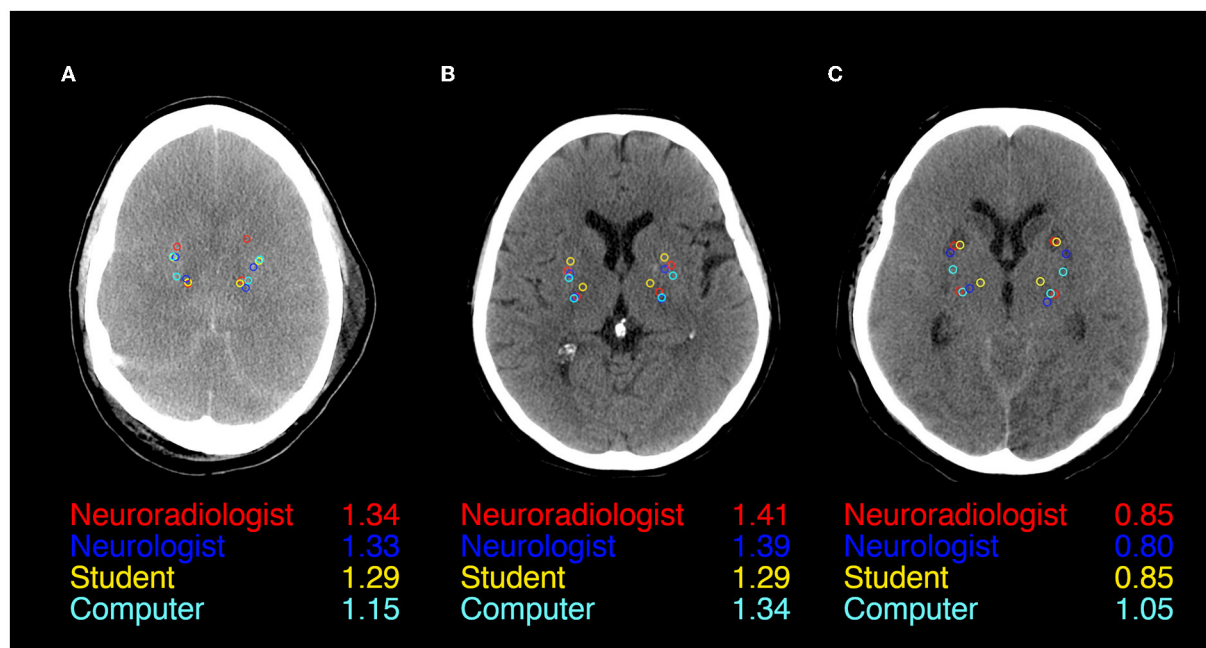 A
B
C
Neuroradiologist 1.34
Neurologist 1.33
Student 1.29
Computer 1.15
Neuroradiologist 1.41
Neurologist 1.39
Student 1.29
Computer 1.34
Neuroradiologist 0.85
Neurologist 0.80
Student 0.85
Computer 1.05